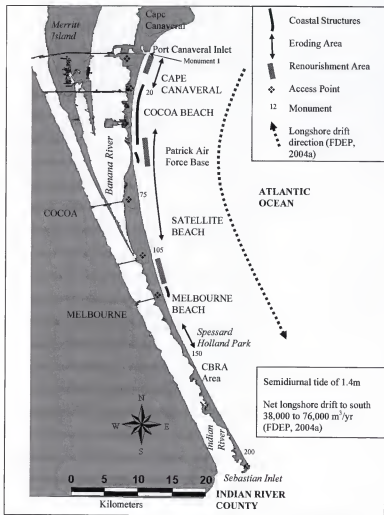 Merritt
Island
Cape
Canaveral
Port Canaveral Inlet
Monument 1
CAPE
CANAVERAL
20
COCOA BEACH
Banana River
Patrick Air
Force Base
75
COCOA
SATELLITE
BEACH
105
MELBOURNE
BEACH
MELBOURNE
Spessard
Holland Park
150
CBRA
Area
Indian
River
200
Sebastian Inlet
INDIAN RIVER
COUNTY
ATLANTIC
OCEAN
N
W
E
S
0 5 10 15 20
Kilometers
Coastal Structures
Eroding Area
Renourishment Area
Access Point
12 Monument
Longshore drift
direction (FDEP,
2004a)
Semidiurnal tide of 1.4m
Net longshore drift to south
38,000 to 76,000 m³/yr
(FDEP, 2004a)